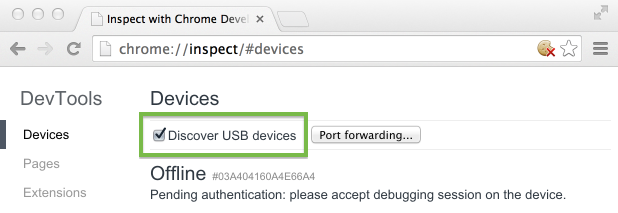 Inspect with Chrome Devel
chrome://inspect/#devices
DevTools
Devices
Devices
Discover USB devices
Port forwarding...
Pages
Offline #03A404160A4E66A4
Extensions
Pending authentication: please accept debugging session on the device.